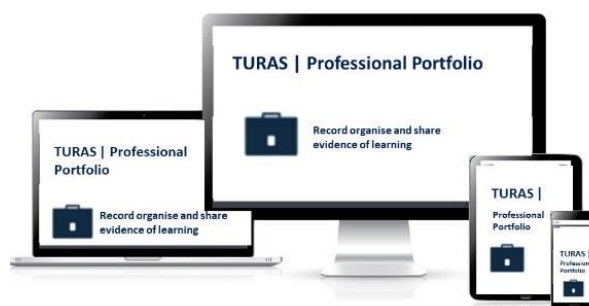 TURAS | Professional Portfolio
Record organise and share
evidence of learning
TURAS | Professional
Portfolio
Record organise and share
evidence of learning
TURAS |
Professional
Portfolio
TURAS |
Professional
Portfolio